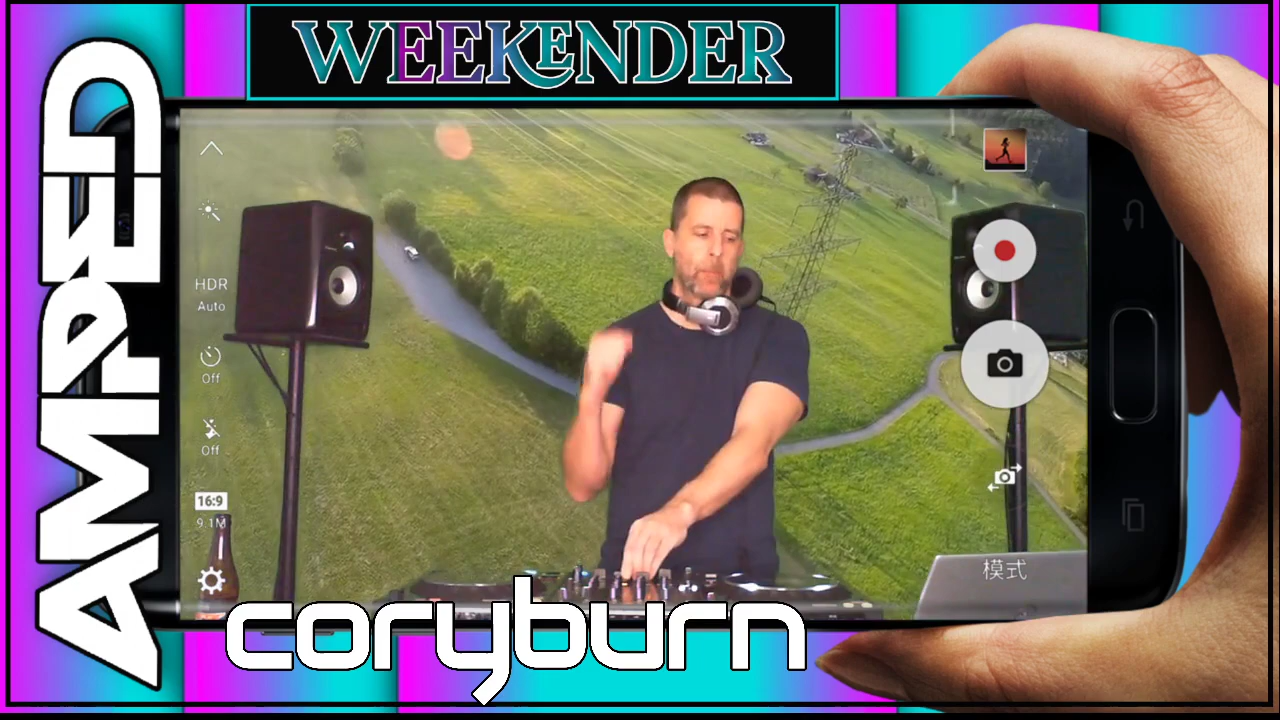 WEEKENDER
AMPED
HDR
Auto
Off
Off
16:9
9.1M
模式
coryburn